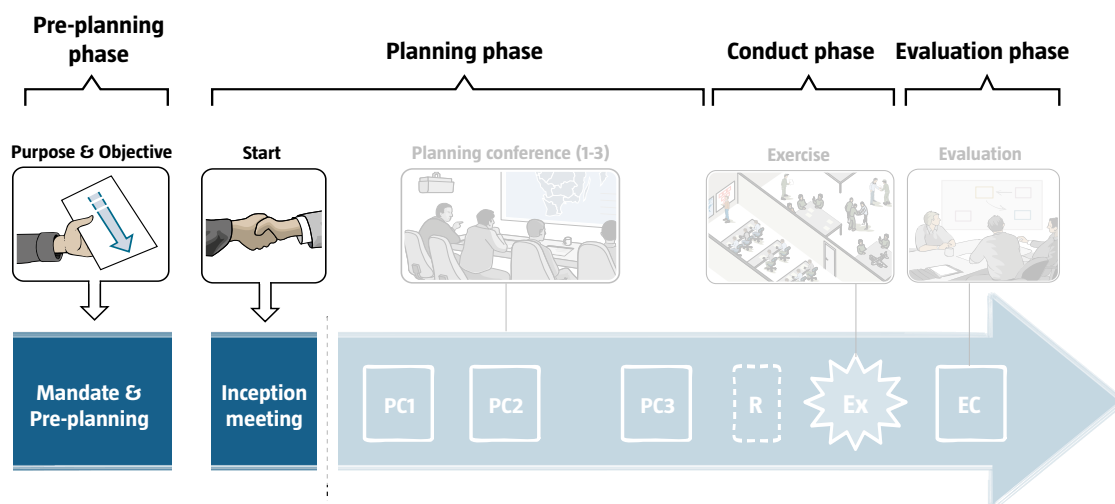 Pre-planning
phase
Planning phase
Conduct phase
Evaluation phase
Purpose & Objective
Start
Planning conference (1-3)
Exercise
Evaluation
Mandate &
Pre-planning
Inception
meeting
PC1
PC2
PC3
R
Ex
EC